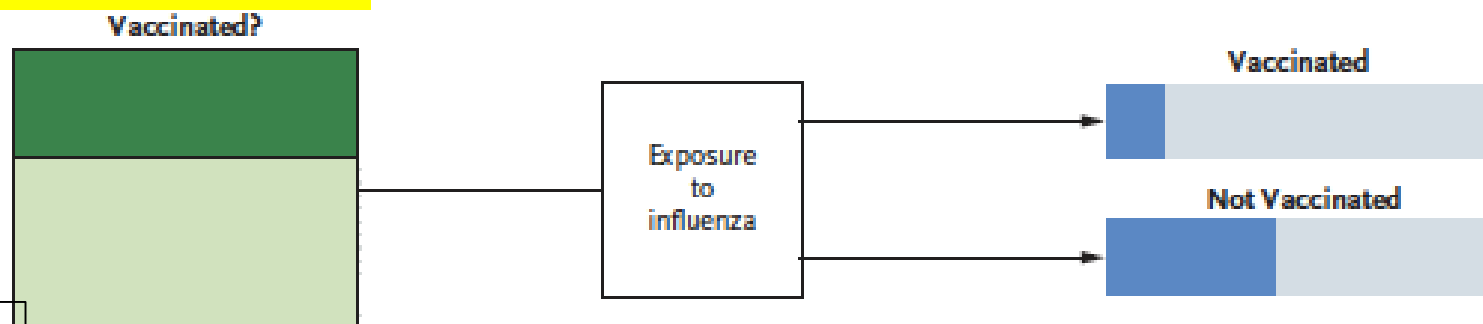 Vaccinated?
Vaccinated
Exposure
to
influenza
Not Vaccinated